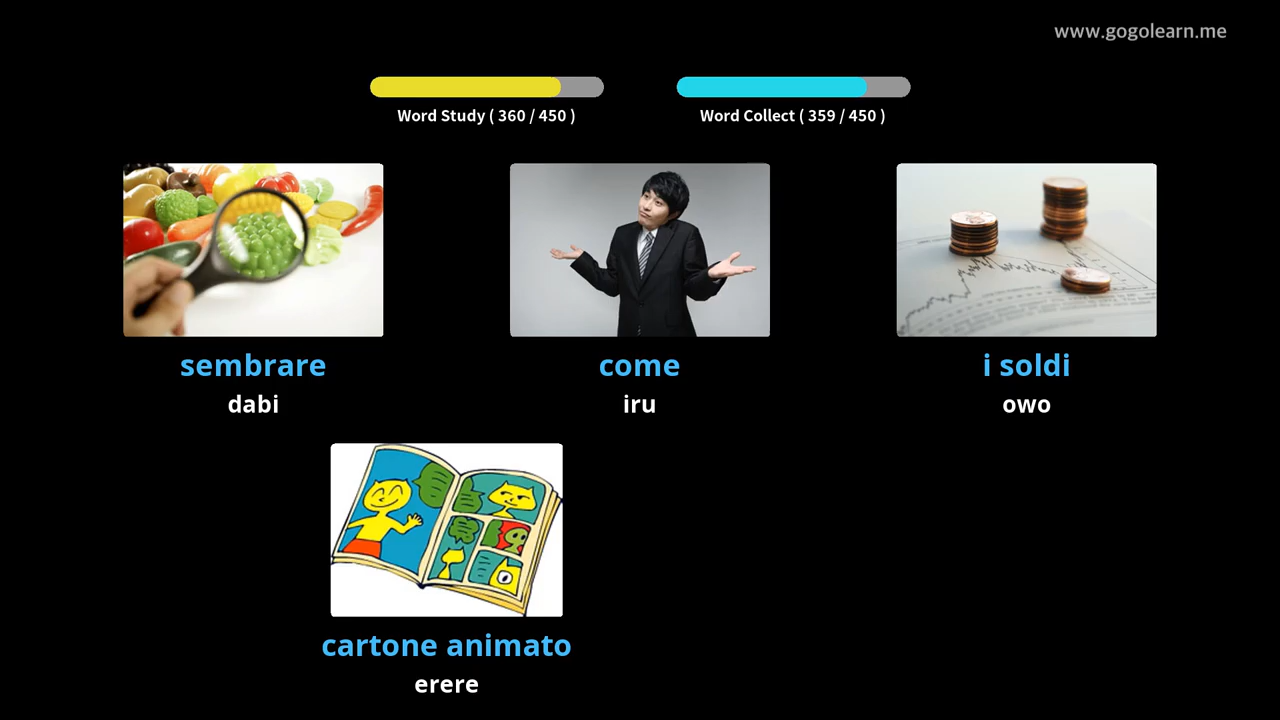 www.gogolearn.me
Word Study ( 360 / 450 )
Word Collect ( 359 / 450 )
sembrare
dabi
come
iru
i soldi
owo
cartone animato
erere